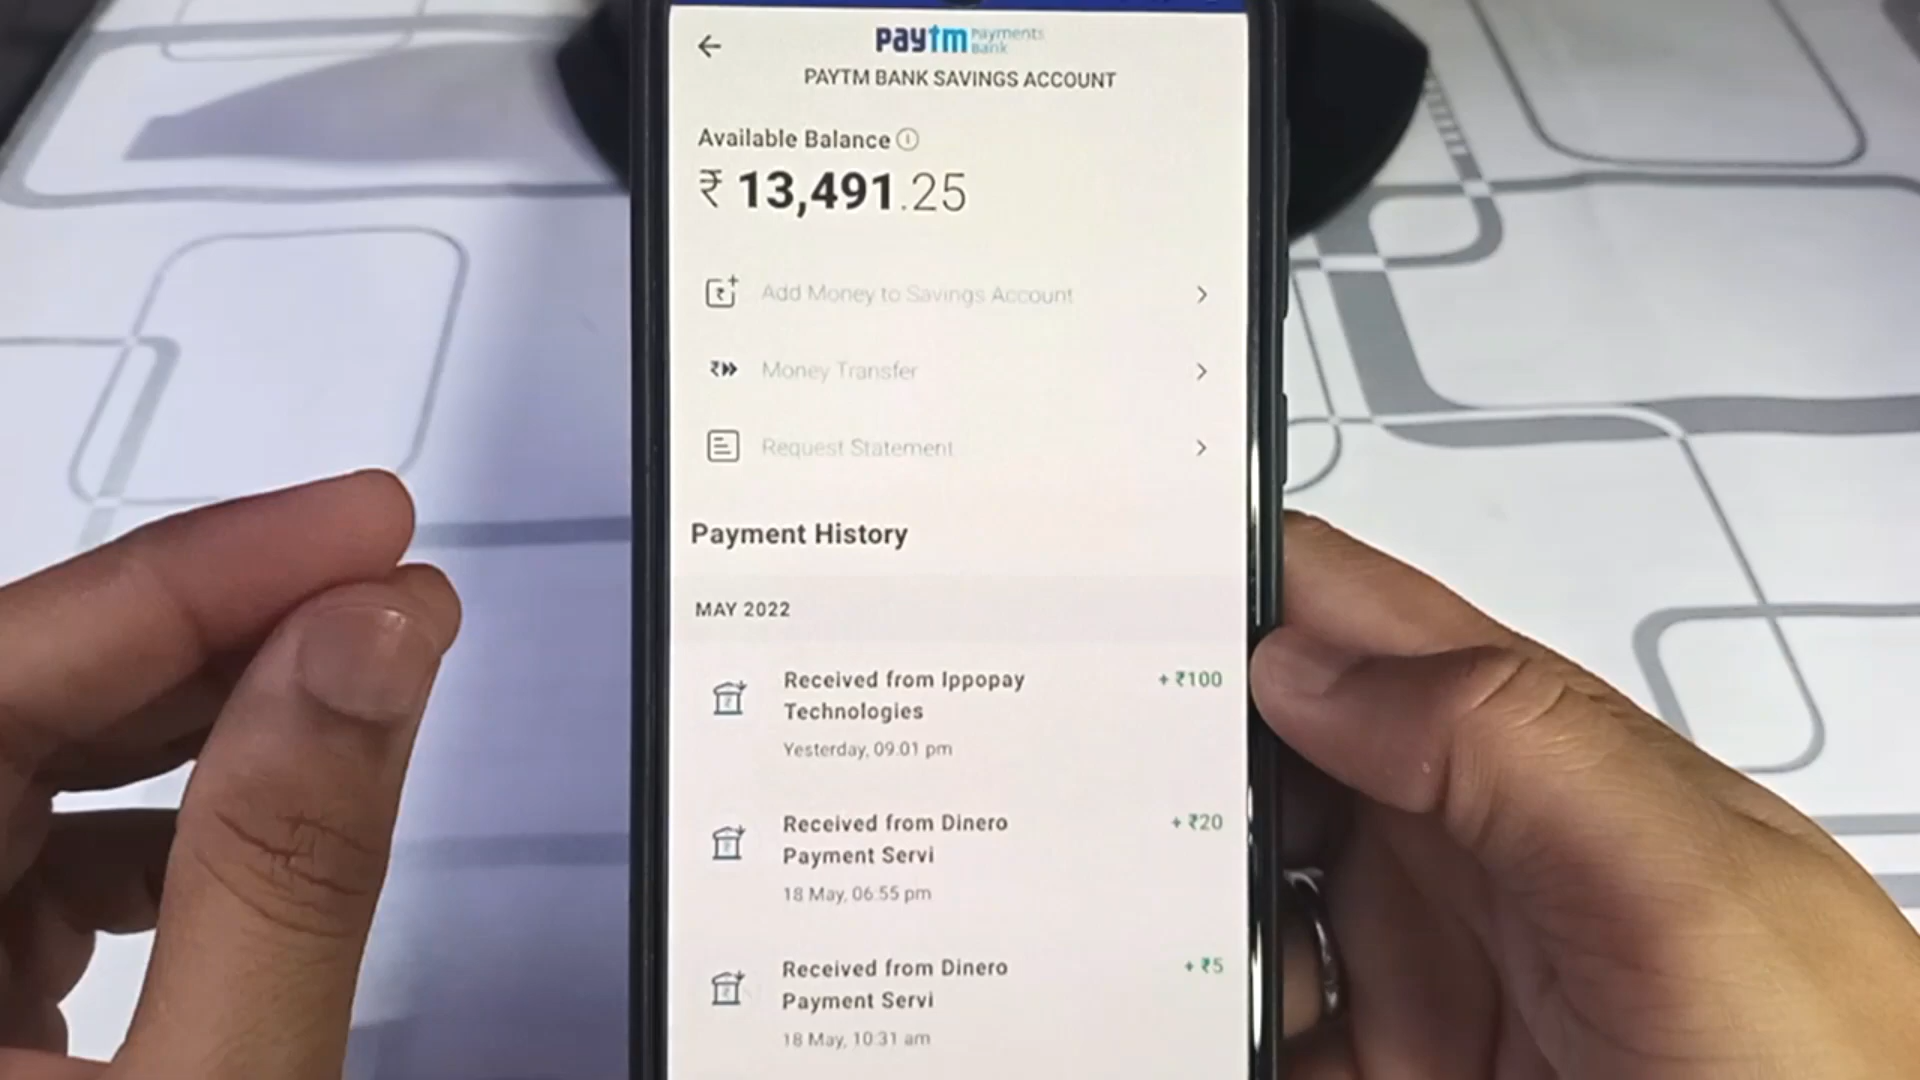 paytm Payments Bank
PAYTM BANK SAVINGS ACCOUNT
Available Balance
₹ 13,491.25
Add Money to Savings Account
Money Transfer
Request Statement
Payment History
MAY 2022
Received from Ippopay + ₹100
Technologies
Yesterday, 09:01 pm
Received from Dinero + ₹20
Payment Servi
18 May, 06:55 pm
Received from Dinero + ₹5
Payment Servi
18 May, 10:31 am